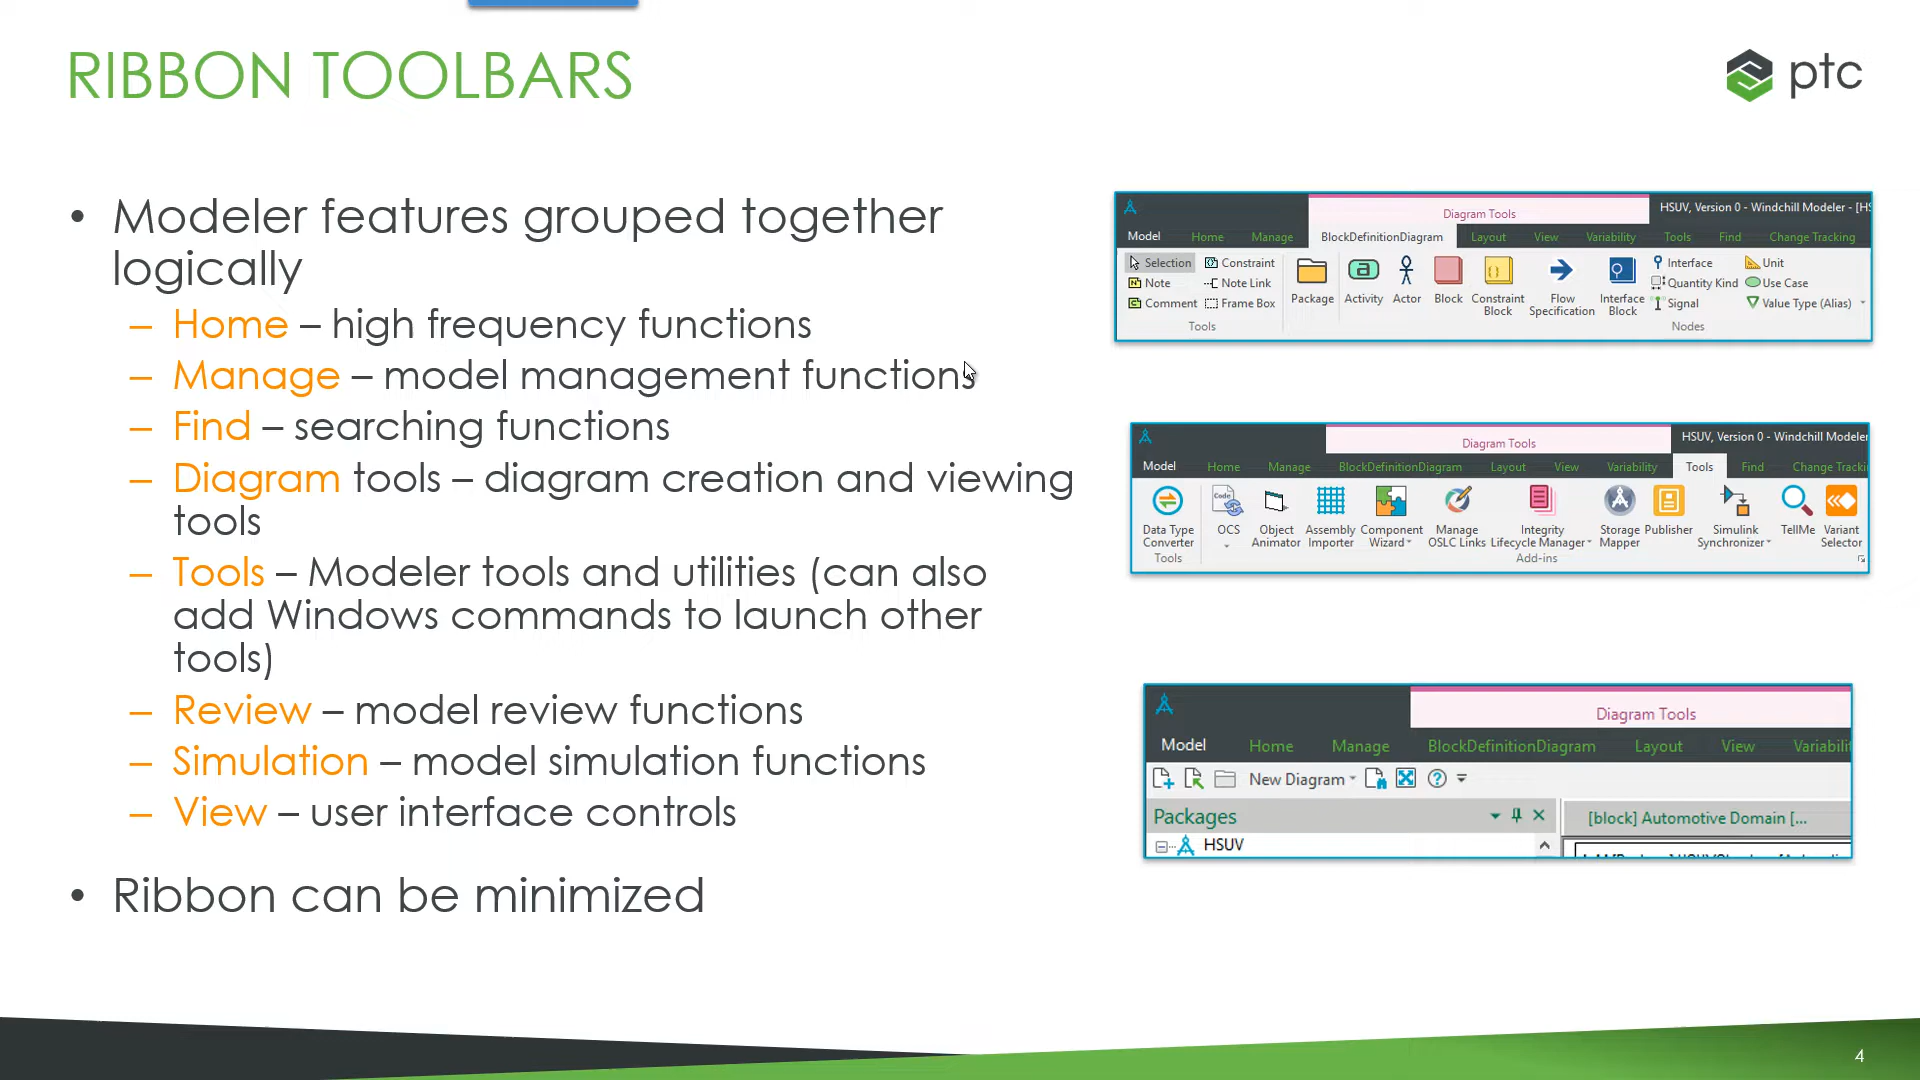 RIBBON TOOLBARS
ptc
• Modeler features grouped together
logically
– Home – high frequency functions
– Manage – model management functions
– Find – searching functions
– Diagram tools – diagram creation and viewing
tools
– Tools – Modeler tools and utilities (can also
add Windows commands to launch other
tools)
– Review – model review functions
– Simulation – model simulation functions
– View – user interface controls
• Ribbon can be minimized
Diagram Tools HSUV, Version 0 - Windchill Modeler - [HS
Model Home Manage BlockDefinitionDiagram Layout View Variability Tools Find Change Tracking
Selection Constraint Interface Unit
Note Note Link Quantity Kind Use Case
Comment Frame Box Signal Value Type (Alias)
Package Activity Actor Block Constraint Block Flow Specification Interface Block
Tools Nodes
Diagram Tools HSUV, Version 0 - Windchill Modeler
Model Home Manage BlockDefinitionDiagram Layout View Variability Tools Find Change Tracki
Code
Data Type OCS Object Assembly Component Manage Integrity Storage Publisher Simulink TellMe Variant
Converter Animator Importer Wizard OSLC Links Lifecycle Manager Mapper Synchronizer Selector
Tools Add-ins
Diagram Tools
Model Home Manage BlockDefinitionDiagram Layout View Variabili
New Diagram
Packages [block] Automotive Domain [...
HSUV
4